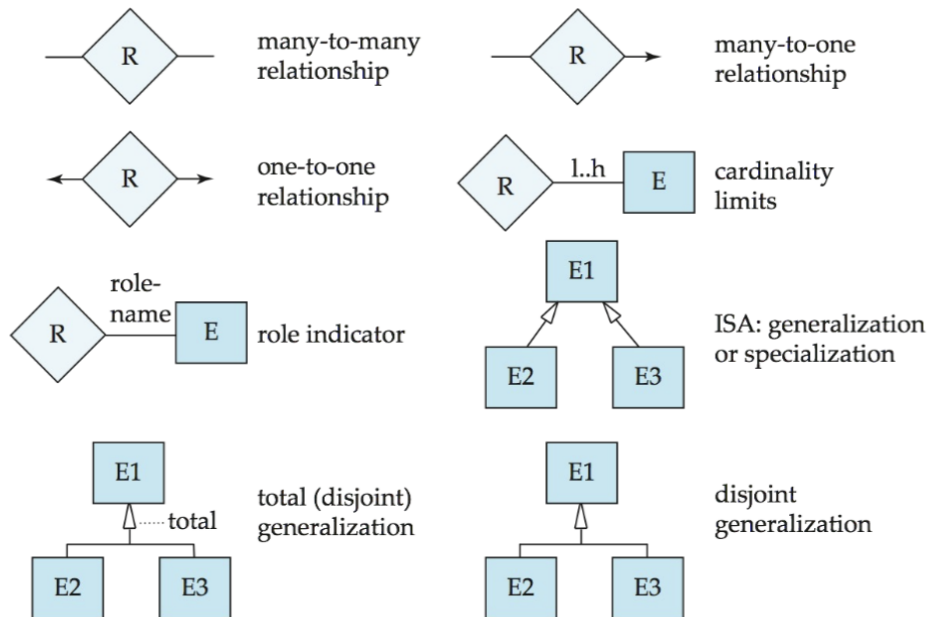 R
many-to-many
relationship
R
many-to-one
relationship
R
one-to-one
relationship
R
l..h
E
cardinality
limits
R
role-
name
E
role indicator
E1
E2
E3
ISA: generalization
or specialization
E1
total
E2
E3
total (disjoint)
generalization
E1
E2
E3
disjoint
generalization